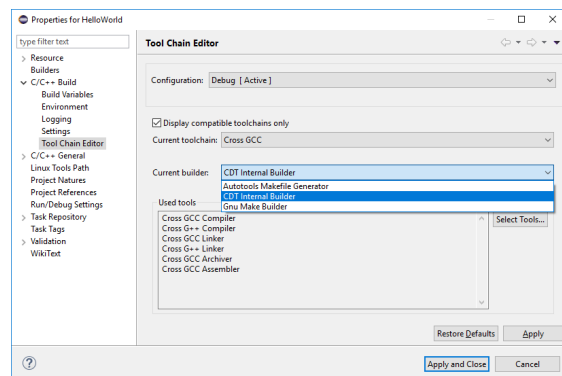 Properties for HelloWorld
type filter text
Resource
Builders
C/C++ Build
Build Variables
Environment
Logging
Settings
Tool Chain Editor
C/C++ General
Linux Tools Path
Project Natures
Project References
Run/Debug Settings
Task Repository
Task Tags
Validation
WikiText
Tool Chain Editor
Configuration: Debug [ Active ]
Display compatible toolchains only
Current toolchain: Cross GCC
Current builder: CDT Internal Builder
Autotools Makefile Generator
CDT Internal Builder
Gnu Make Builder
Used tools
Cross GCC Compiler
Cross G++ Compiler
Cross GCC Linker
Cross G++ Linker
Cross GCC Archiver
Cross GCC Assembler
Select Tools...
Restore Defaults Apply
? Apply and Close Cancel